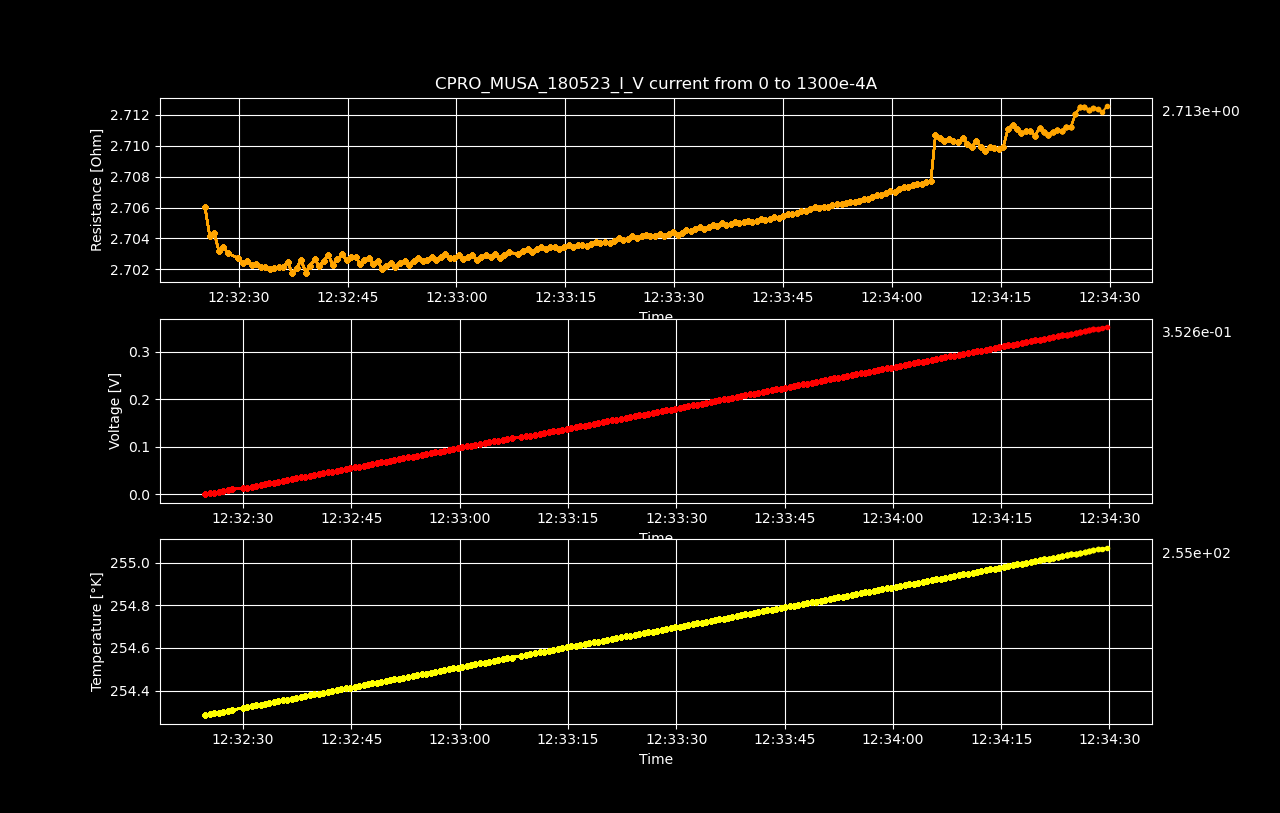 CPRO_MUSA_180523_I_V current from 0 to 1300e-4A
2.713e+00
Resistance [Ohm]
2.712
2.710
2.708
2.706
2.704
2.702
12:32:30 12:32:45 12:33:00 12:33:15 12:33:30 12:33:45 12:34:00 12:34:15 12:34:30
Time
3.526e-01
Voltage [V]
0.3
0.2
0.1
0.0
12:32:30 12:32:45 12:33:00 12:33:15 12:33:30 12:33:45 12:34:00 12:34:15 12:34:30
Time
2.55e+02
Temperature [°K]
255.0
254.8
254.6
254.4
12:32:30 12:32:45 12:33:00 12:33:15 12:33:30 12:33:45 12:34:00 12:34:15 12:34:30
Time